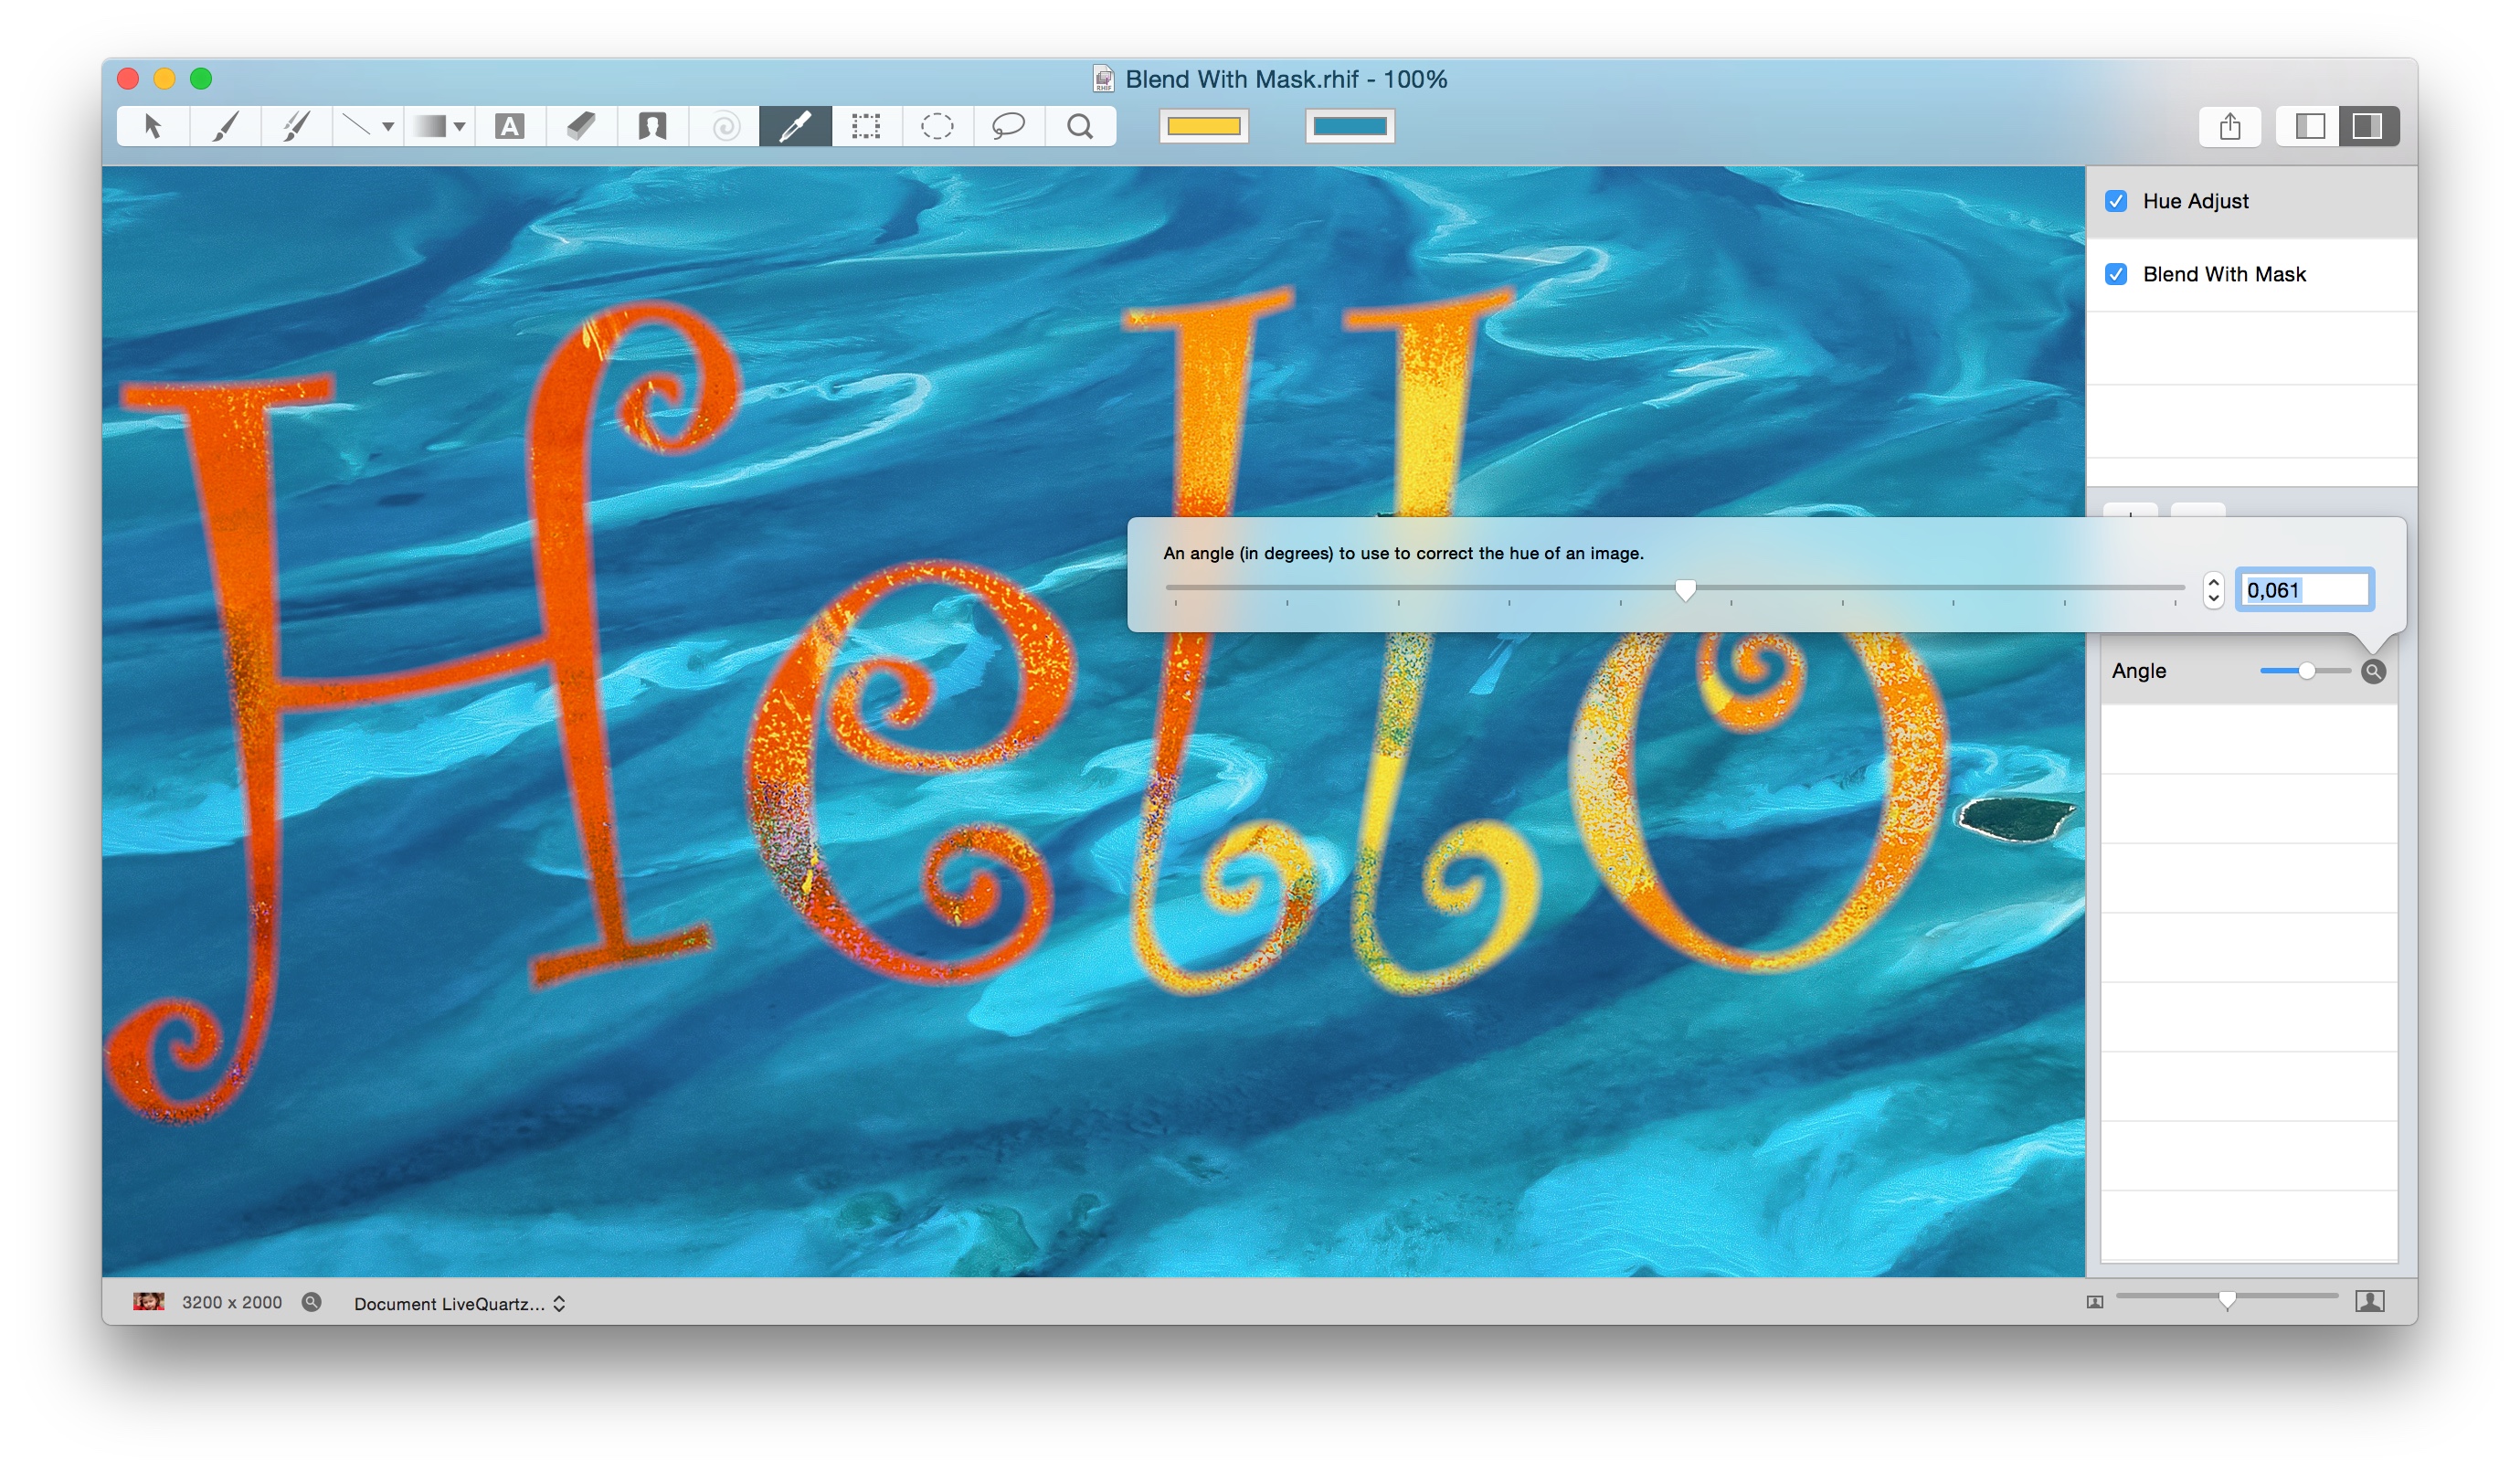 Blend With Mask.rhif - 100%
A
Hue Adjust
Blend With Mask
Hello
An angle (in degrees) to use to correct the hue of an image.
0,061
Angle
3200 x 2000
Document LiveQuartz...